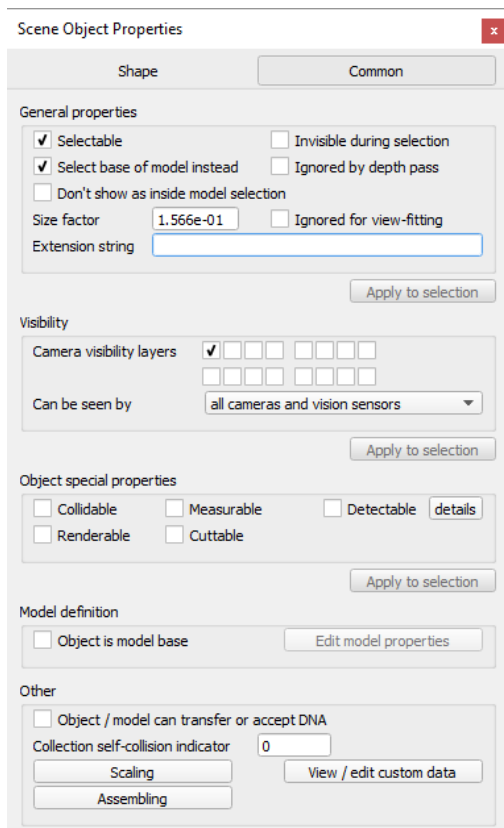 Scene Object Properties x
Shape Common
General properties
Selectable Invisible during selection
Select base of model instead Ignored by depth pass
Don't show as inside model selection
Size factor 1.566e-01 Ignored for view-fitting
Extension string
Apply to selection
Visibility
Camera visibility layers
Can be seen by all cameras and vision sensors
Apply to selection
Object special properties
Collidable Measurable Detectable details
Renderable Cuttable
Apply to selection
Model definition
Object is model base Edit model properties
Other
Object / model can transfer or accept DNA
Collection self-collision indicator 0
Scaling View / edit custom data
Assembling